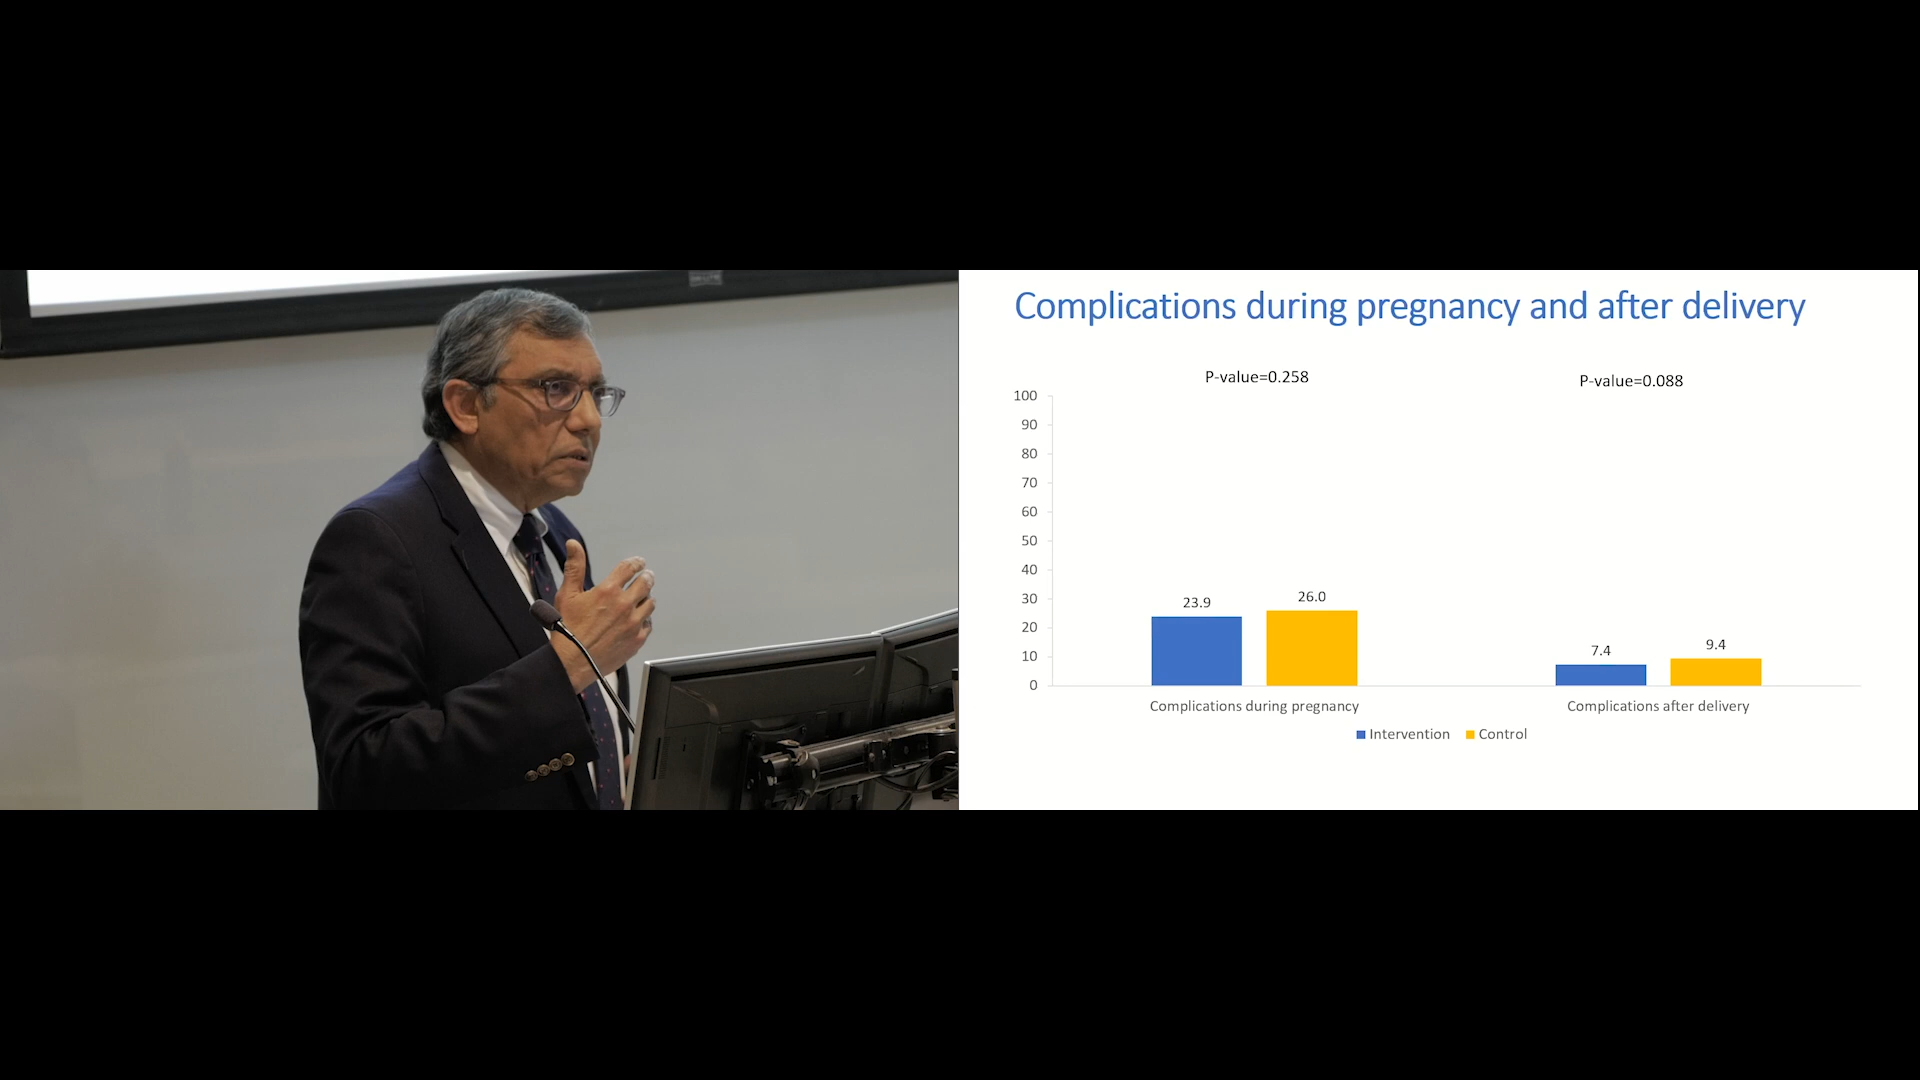 Complications during pregnancy and after delivery
P-value=0.258
P-value=0.088
100
90
80
70
60
50
40
30
20
10
0
23.9
26.0
7.4
9.4
Complications during pregnancy
Complications after delivery
Intervention
Control